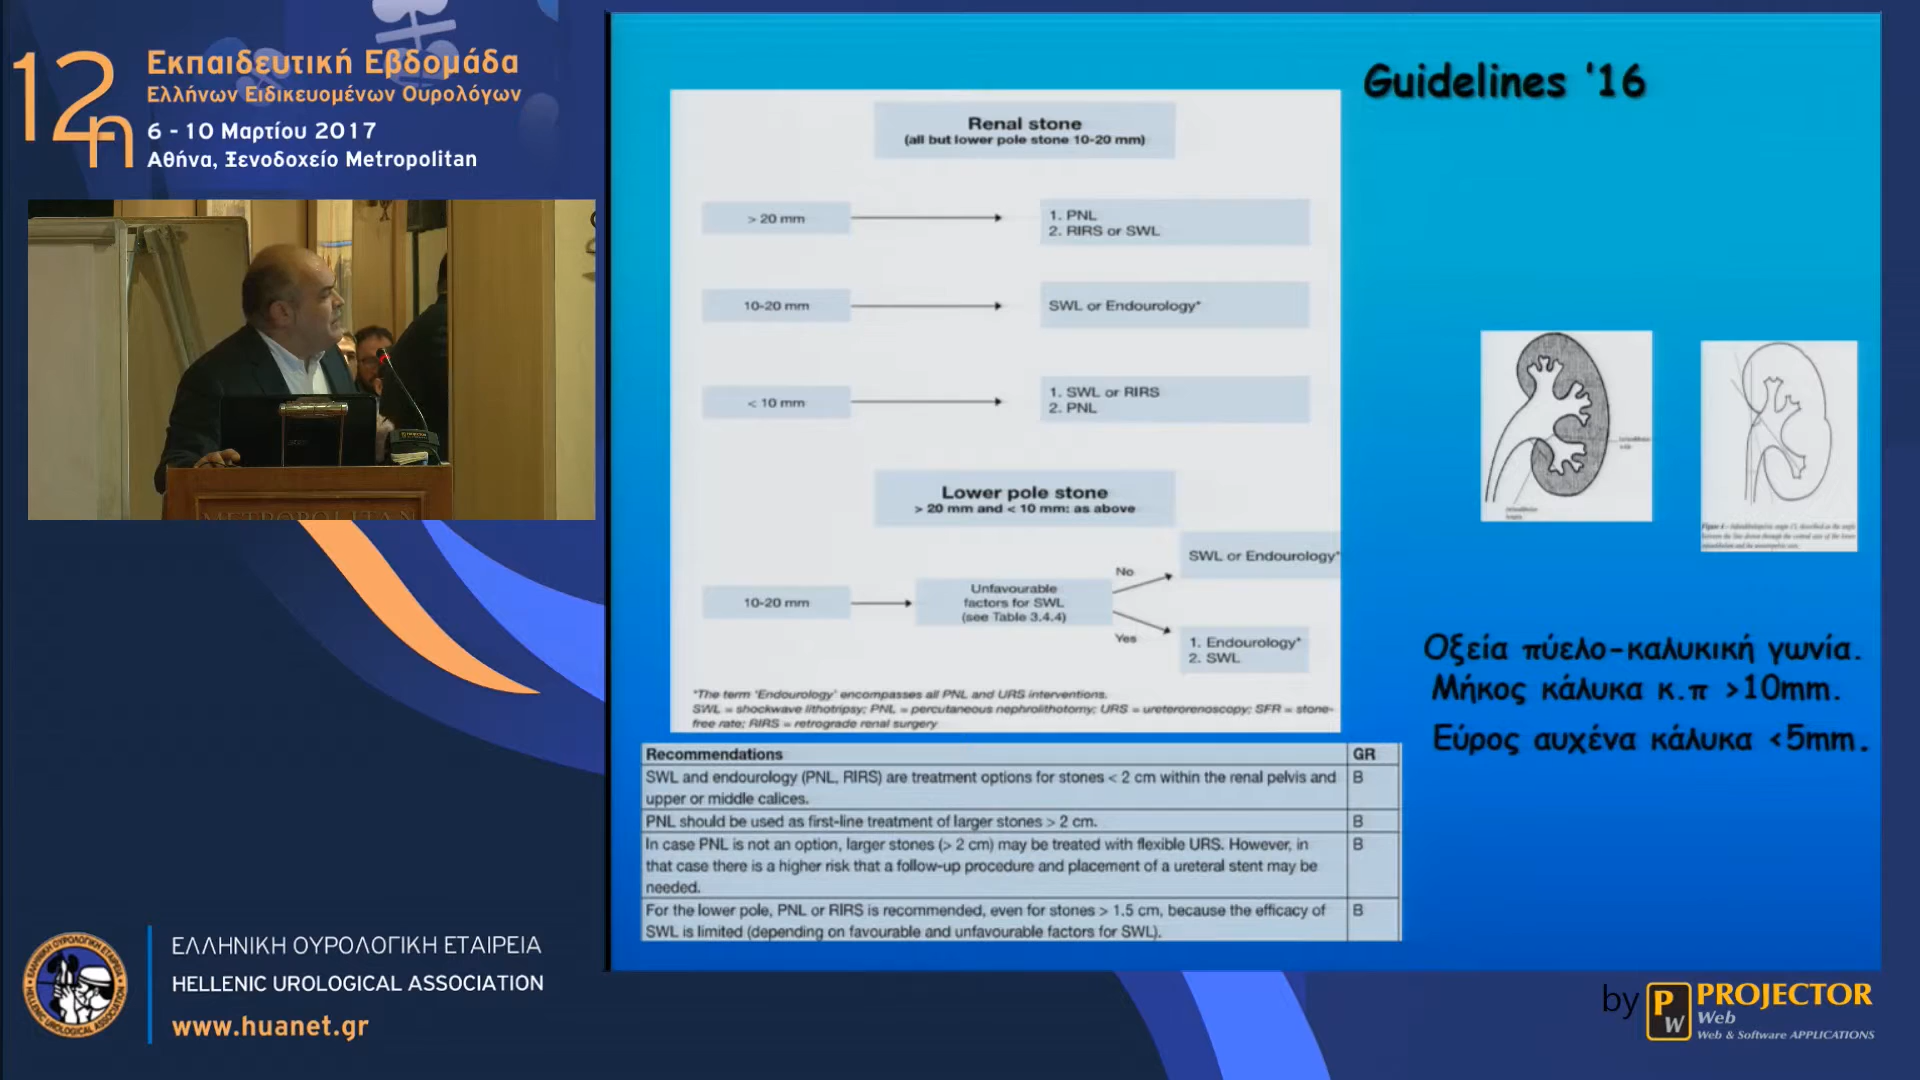 12η
Εκπαιδευτική Εβδομάδα
Ελλήνων Ειδικευομένων Ουρολόγων
6 - 10 Μαρτίου 2017
Αθήνα, Ξενοδοχείο Metropolitan
METROPOLITAN
ΕΛΛΗΝΙΚΗ ΟΥΡΟΛΟΓΙΚΗ ΕΤΑΙΡΕΙΑ
HELLENIC UROLOGICAL ASSOCIATION
www.huanet.gr
Guidelines '16
Renal stone
(all but lower pole stone 10-20 mm)
> 20 mm
1. PNL
2. RIRS or SWL
10-20 mm
SWL or Endourology*
< 10 mm
1. SWL or RIRS
2. PNL
Lower pole stone
> 20 mm and < 10 mm: as above
SWL or Endourology*
No
10-20 mm
Unfavourable
factors for SWL
(see Table 3.4.4)
Yes
1. Endourology*
2. SWL
*The term 'Endourology' encompasses all PNL and URS interventions.
SWL = shockwave lithotripsy; PNL = percutaneous nephrolithotomy; URS = ureterorenoscopy; SFR = stone-
free rate; RIRS = retrograde renal surgery
Recommendations GR
SWL and endourology (PNL, RIRS) are treatment options for stones < 2 cm within the renal pelvis and B
upper or middle calices.
PNL should be used as first-line treatment of larger stones > 2 cm. B
In case PNL is not an option, larger stones (> 2 cm) may be treated with flexible URS. However, in B
that case there is a higher risk that a follow-up procedure and placement of a ureteral stent may be
needed.
For the lower pole, PNL or RIRS is recommended, even for stones > 1.5 cm, because the efficacy of B
SWL is limited (depending on favourable and unfavourable factors for SWL).
Οξεία πύελο-καλυκική γωνία.
Μήκος κάλυκα κ.π >10mm.
Εύρος αυχένα κάλυκα <5mm.
by PW PROJECTOR
Web
Web & Software APPLICATIONS